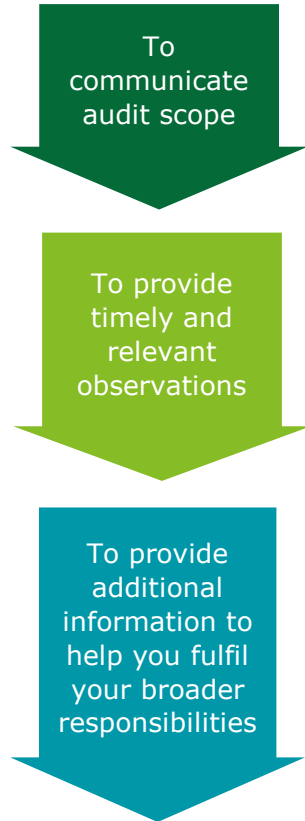 To
communicate
audit scope
To provide
timely and
relevant
observations
To provide
additional
information to
help you fulfil
your broader
responsibilities